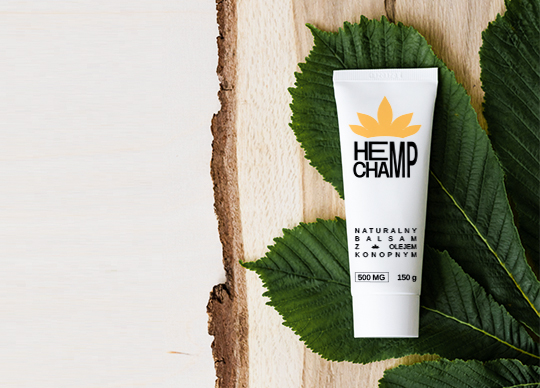 HEMP
CHAMP
NATURALNY
BALSAM
Z OLEJEM
KONOPNYM
500 MG 150 g